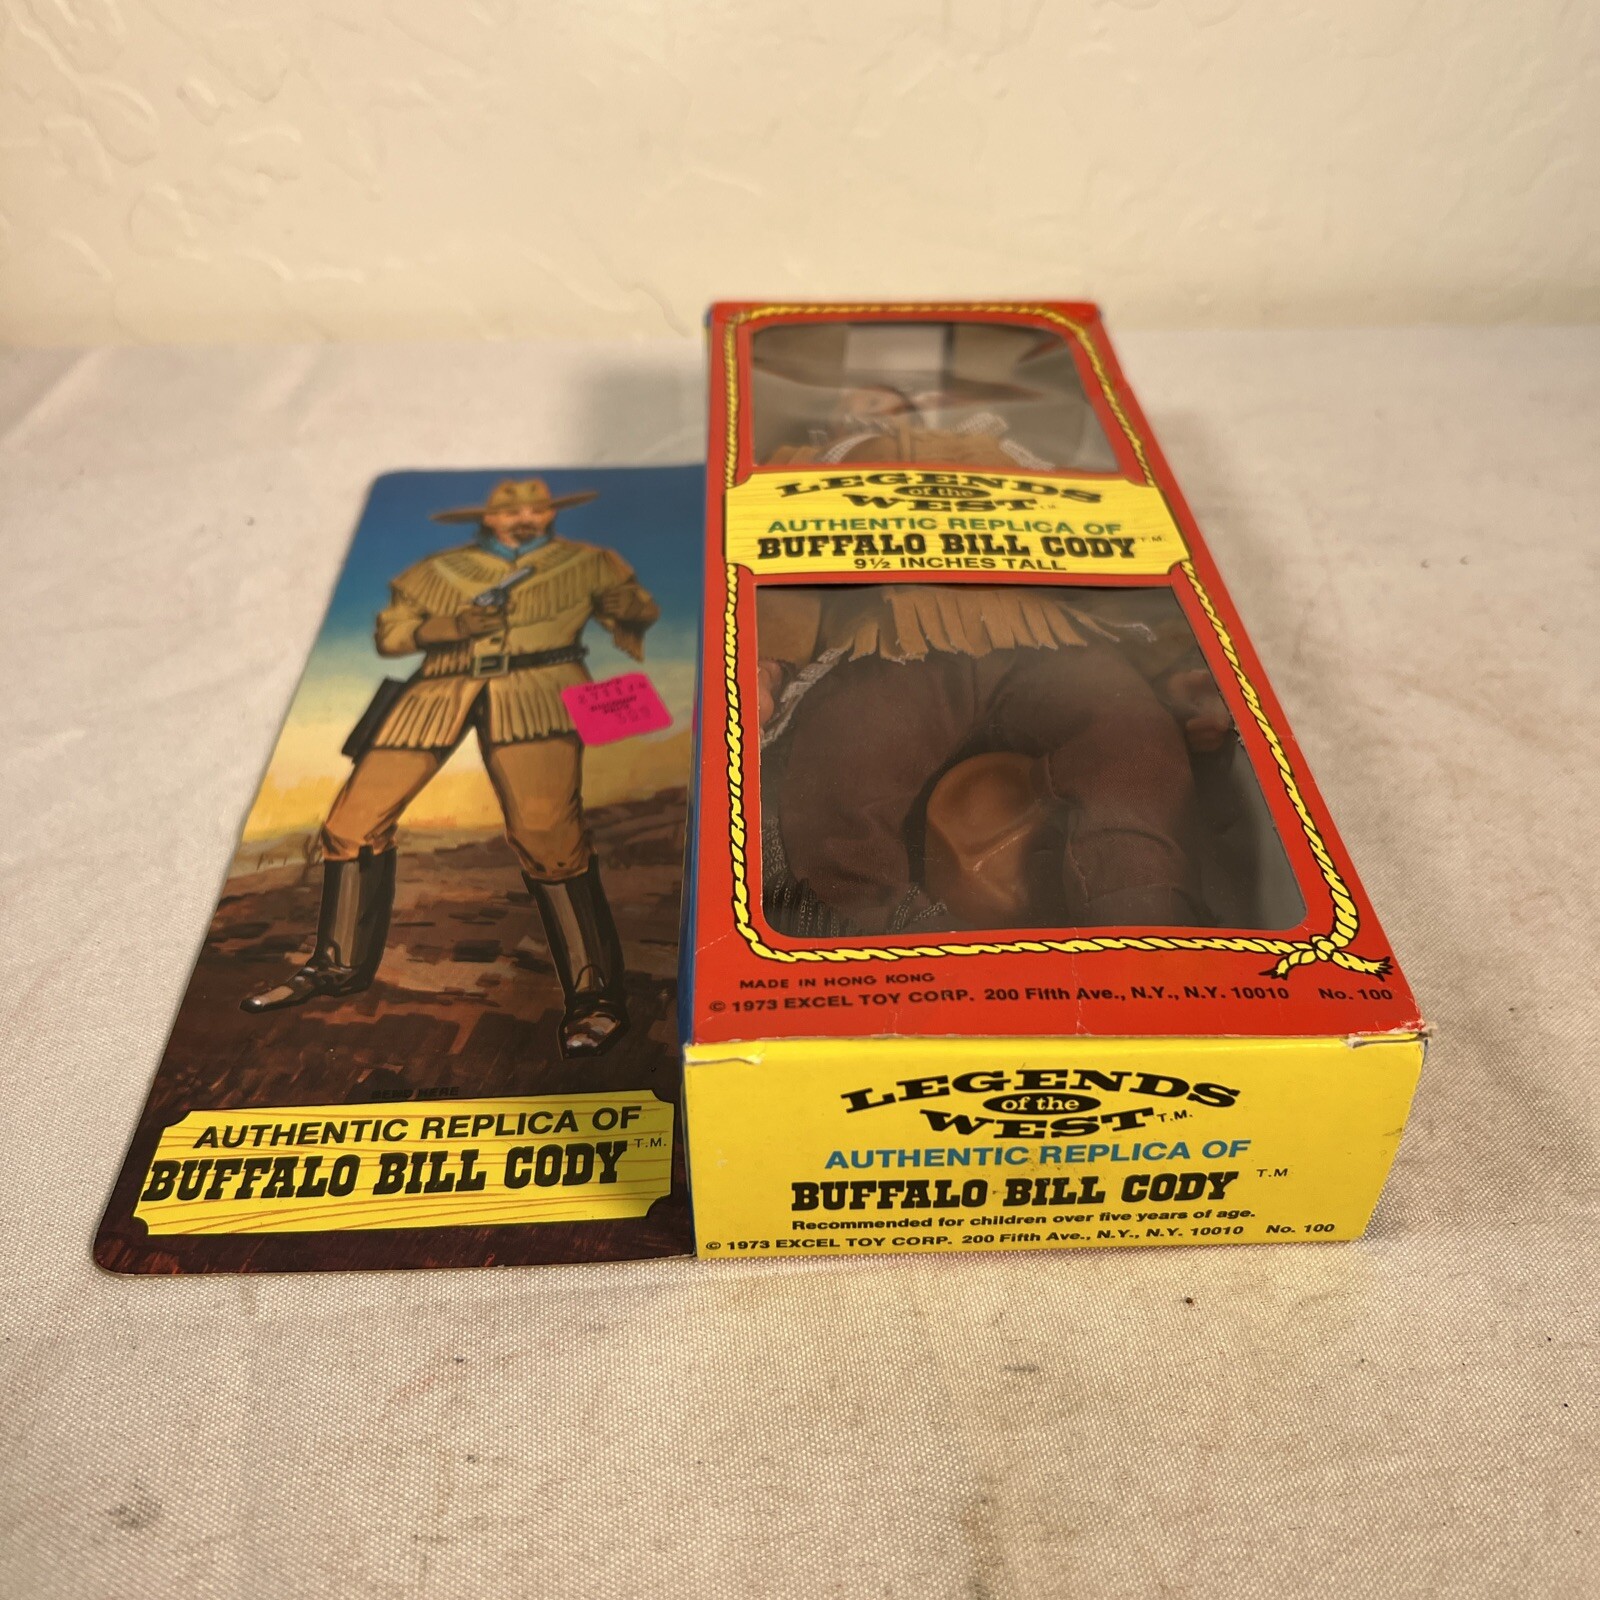 LEGENDS
of the
WEST T.M.
AUTHENTIC REPLICA OF
BUFFALO BILL CODY T.M.
9½ INCHES TALL
MADE IN HONG KONG
© 1973 EXCEL TOY CORP. 200 Fifth Ave., N.Y., N.Y. 10010 No. 100
BEND HERE
AUTHENTIC REPLICA OF
BUFFALO BILL CODY T.M.
LEGENDS
of the
WEST T.M.
AUTHENTIC REPLICA OF
BUFFALO BILL CODY T.M
Recommended for children over five years of age.
© 1973 EXCEL TOY CORP. 200 Fifth Ave., N.Y., N.Y. 10010 No. 100